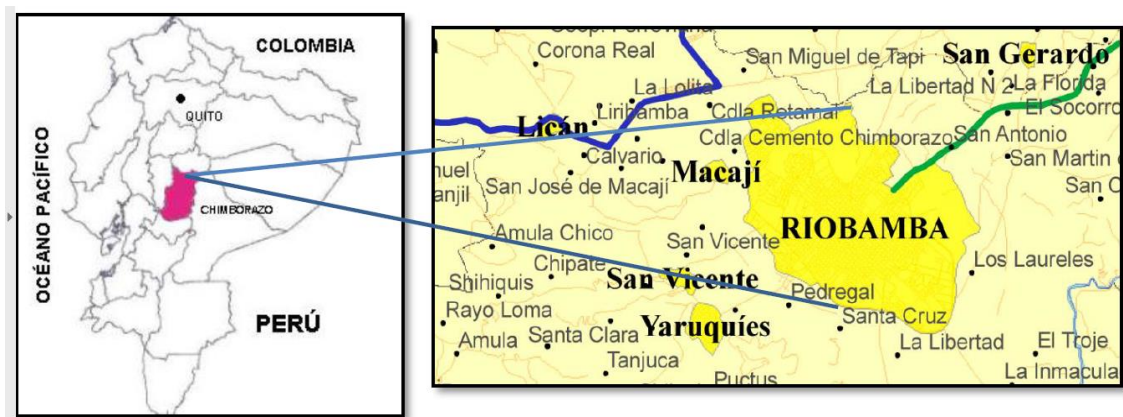 COLOMBIA
QUITO
OCÉANO PACÍFICO
CHIMBORAZO
PERÚ
Corona Real
San Miguel de Tapi
San Gerardo
La Lolita
La Libertad N 2
La Florida
Liribamba
Cdla Retamal
El Socorro
Licán
Cdla Cemento Chimborazo
San Antonio
Calvario
Macají
San Martin
San José de Macají
RIOBAMBA
Amula Chico
San Vicente
Chipate
Los Laureles
Shihiquis
San Vicente
Pedregal
Rayo Loma
Yaruquíes
Santa Cruz
Amula
Santa Clara
La Libertad
El Troje
Tanjuca
La Inmacula
Puctus